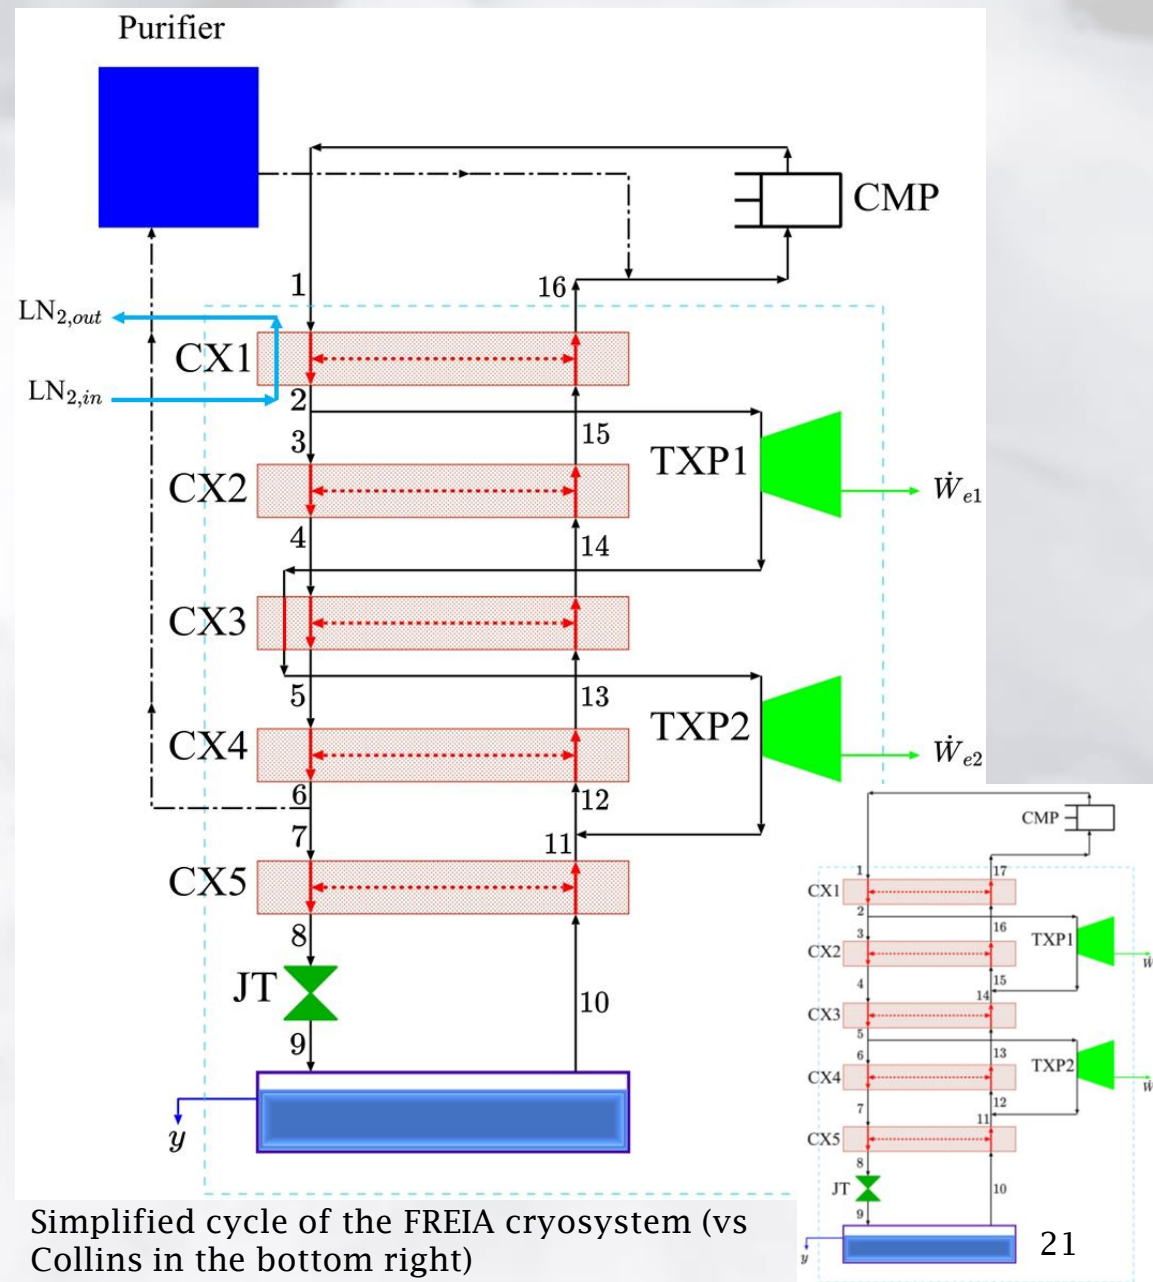 Purifier
CMP
1
16
LN2,out
CX1
LN2,in
2
15
3
TXP1
CX2
Ẇe1
4
14
CX3
5
13
TXP2
CX4
Ẇe2
6
12
7
11
CX5
8
JT
10
9
y
CMP
1
17
CX1
2
16
3
TXP1
CX2
Ẇ
4
15
14
CX3
5
6
13
TXP2
CX4
Ẇ
7
12
11
CX5
8
JT
10
9
y
Simplified cycle of the FREIA cryosystem (vs
Collins in the bottom right)
21